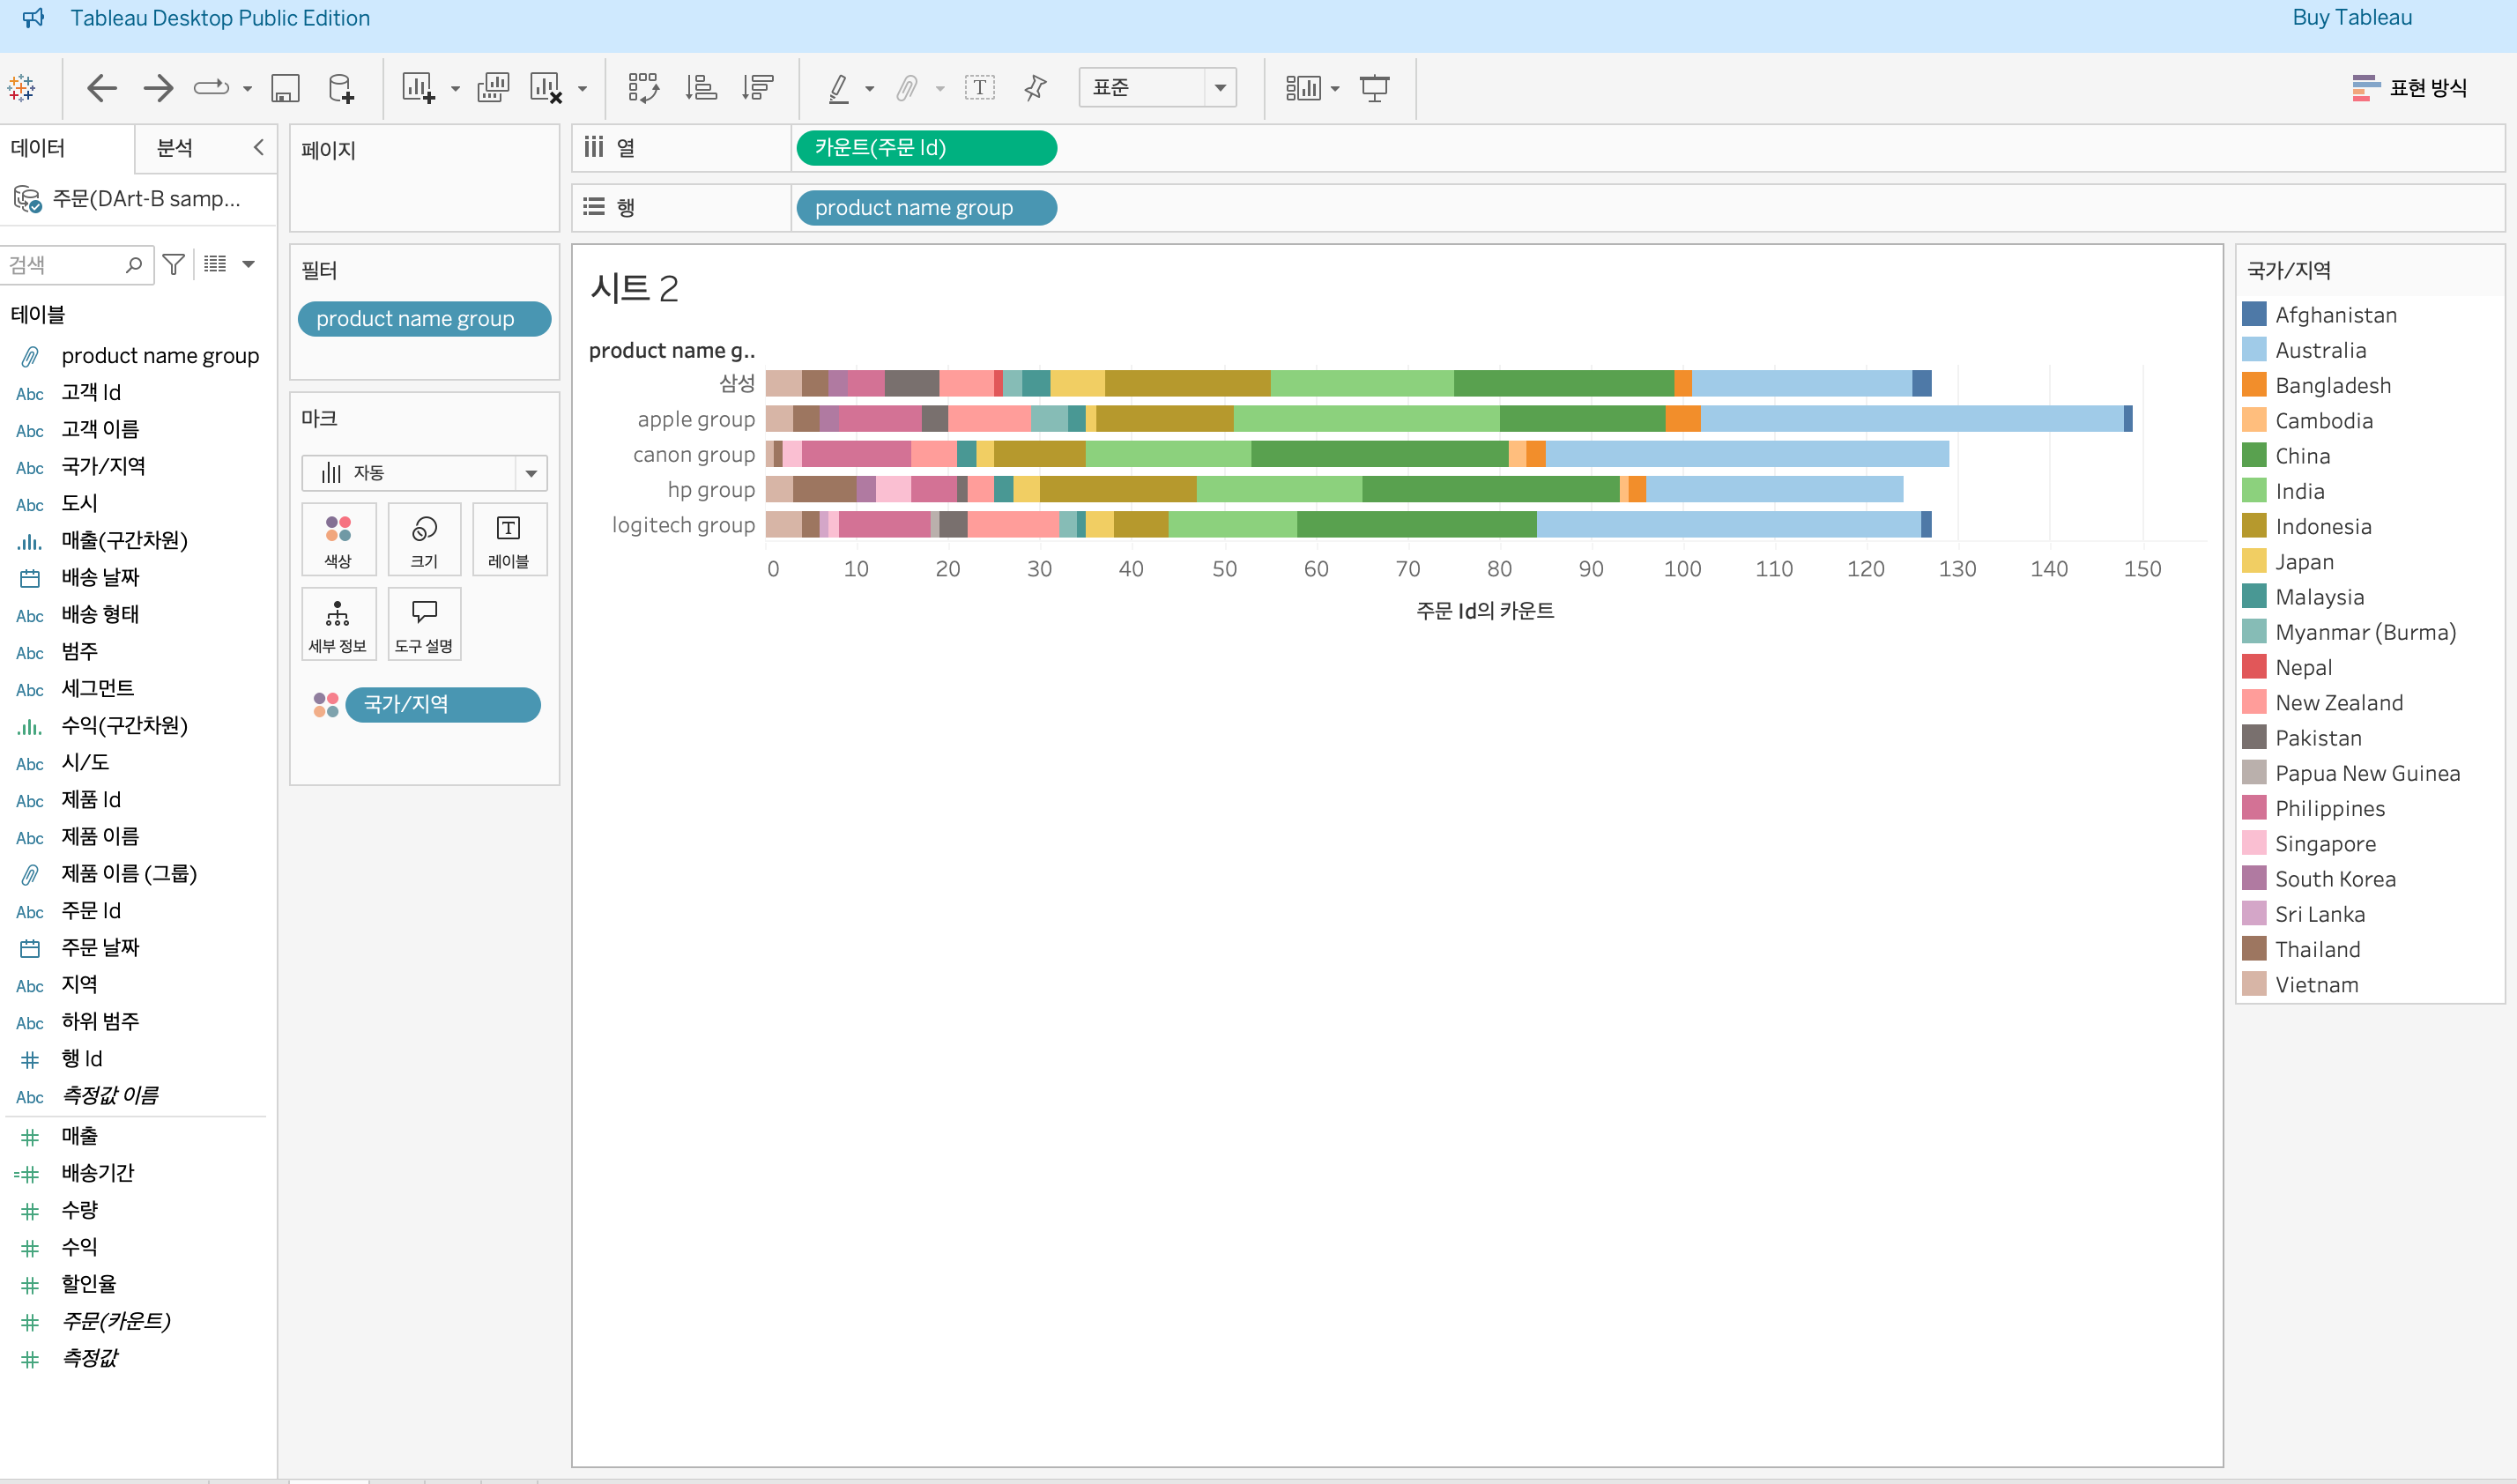 Tableau Desktop Public Edition
Buy Tableau
표준
표현 방식
데이터
분석
주문(DArt-B samp...
검색
테이블
product name group
Abc 고객 Id
Abc 고객 이름
Abc 국가/지역
Abc 도시
매출(구간차원)
배송 날짜
Abc 배송 형태
Abc 범주
Abc 세그먼트
수익(구간차원)
Abc 시/도
Abc 제품 Id
Abc 제품 이름
제품 이름 (그룹)
Abc 주문 Id
주문 날짜
Abc 지역
Abc 하위 범주
# 행 Id
Abc 측정값 이름
# 매출
=# 배송기간
# 수량
# 수익
# 할인율
# 주문(카운트)
# 측정값
페이지
필터
product name group
마크
자동
색상
크기
레이블
세부 정보
도구 설명
국가/지역
열
카운트(주문 Id)
행
product name group
시트 2
product name g..
삼성
apple group
canon group
hp group
logitech group
0 10 20 30 40 50 60 70 80 90 100 110 120 130 140 150
주문 Id의 카운트
국가/지역
Afghanistan
Australia
Bangladesh
Cambodia
China
India
Indonesia
Japan
Malaysia
Myanmar (Burma)
Nepal
New Zealand
Pakistan
Papua New Guinea
Philippines
Singapore
South Korea
Sri Lanka
Thailand
Vietnam